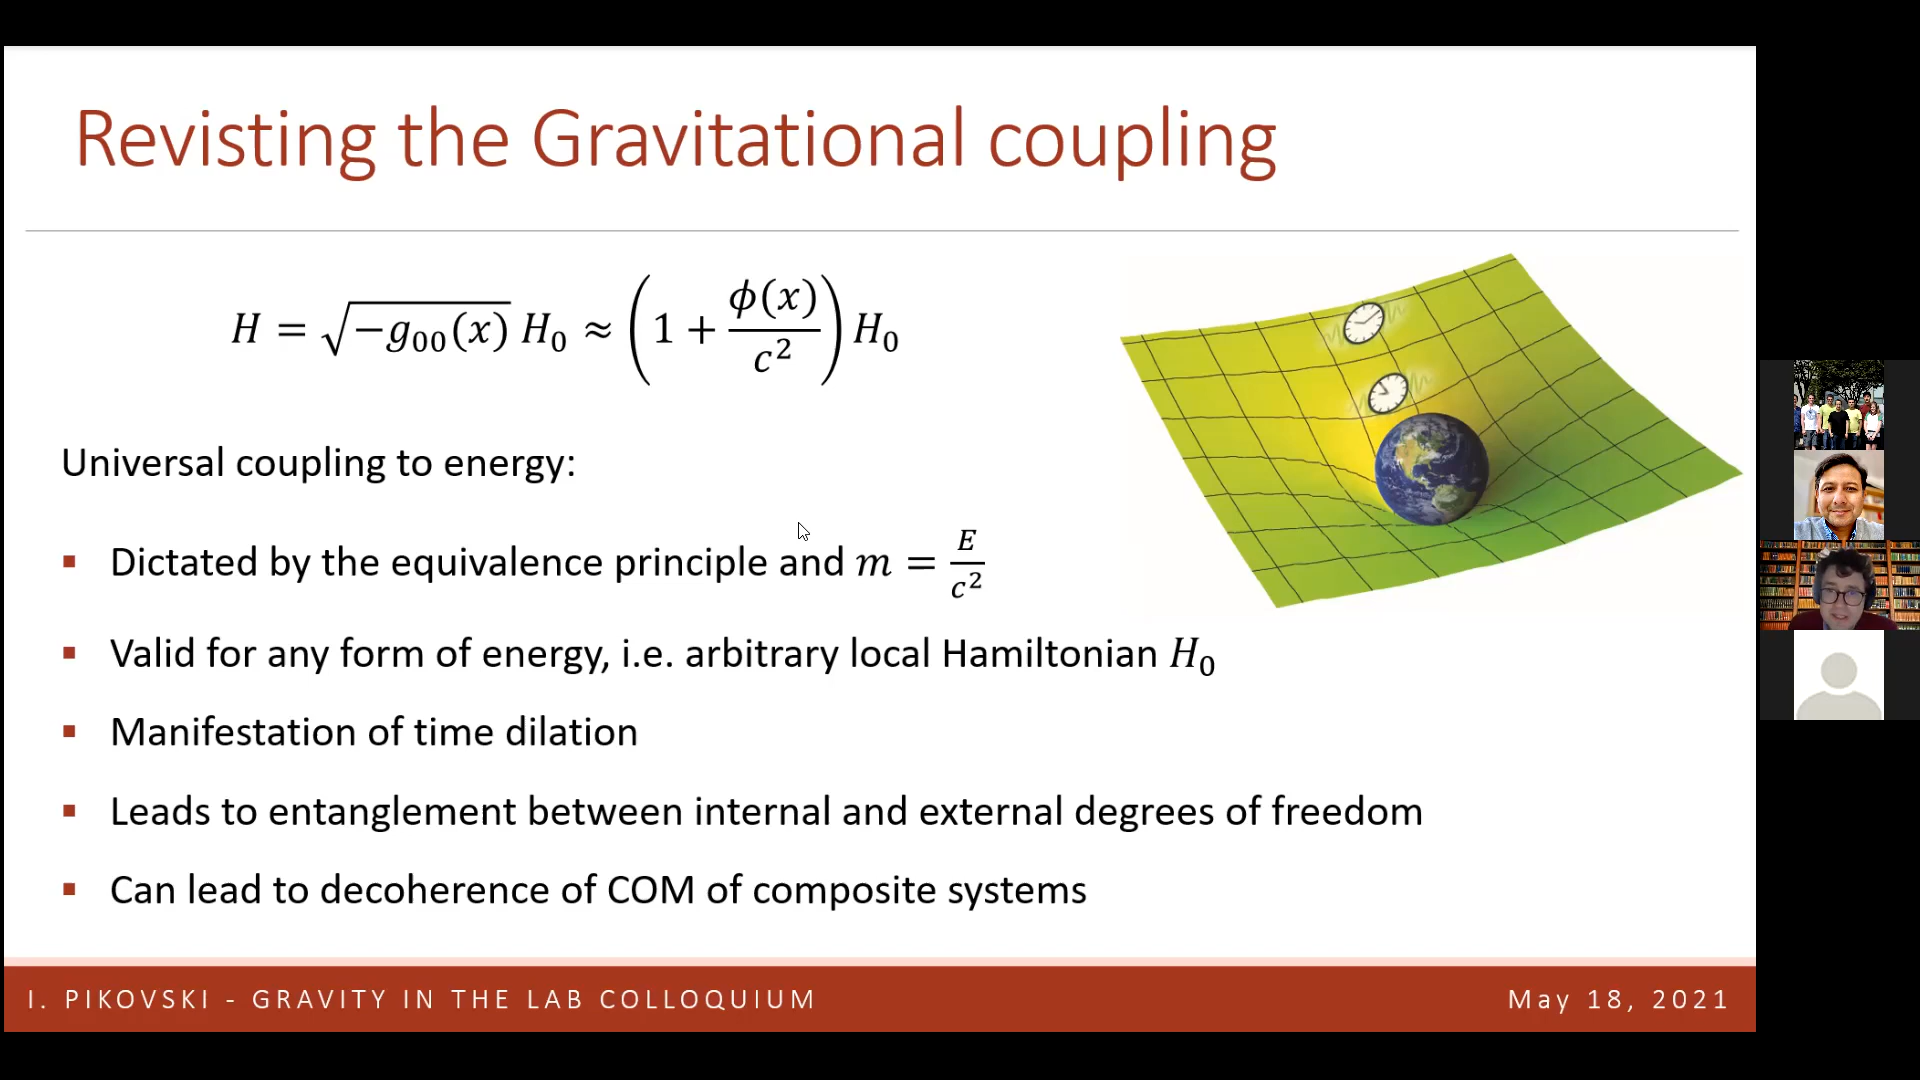 Revisting the Gravitational coupling
H = √−g₀₀(x) H₀ ≈ (1 + ϕ(x)/c²) H₀
Universal coupling to energy:
▪ Dictated by the equivalence principle and m = E/c²
▪ Valid for any form of energy, i.e. arbitrary local Hamiltonian H₀
▪ Manifestation of time dilation
▪ Leads to entanglement between internal and external degrees of freedom
▪ Can lead to decoherence of COM of composite systems
I. PIKOVSKI - GRAVITY IN THE LAB COLLOQUIUM
May 18, 2021